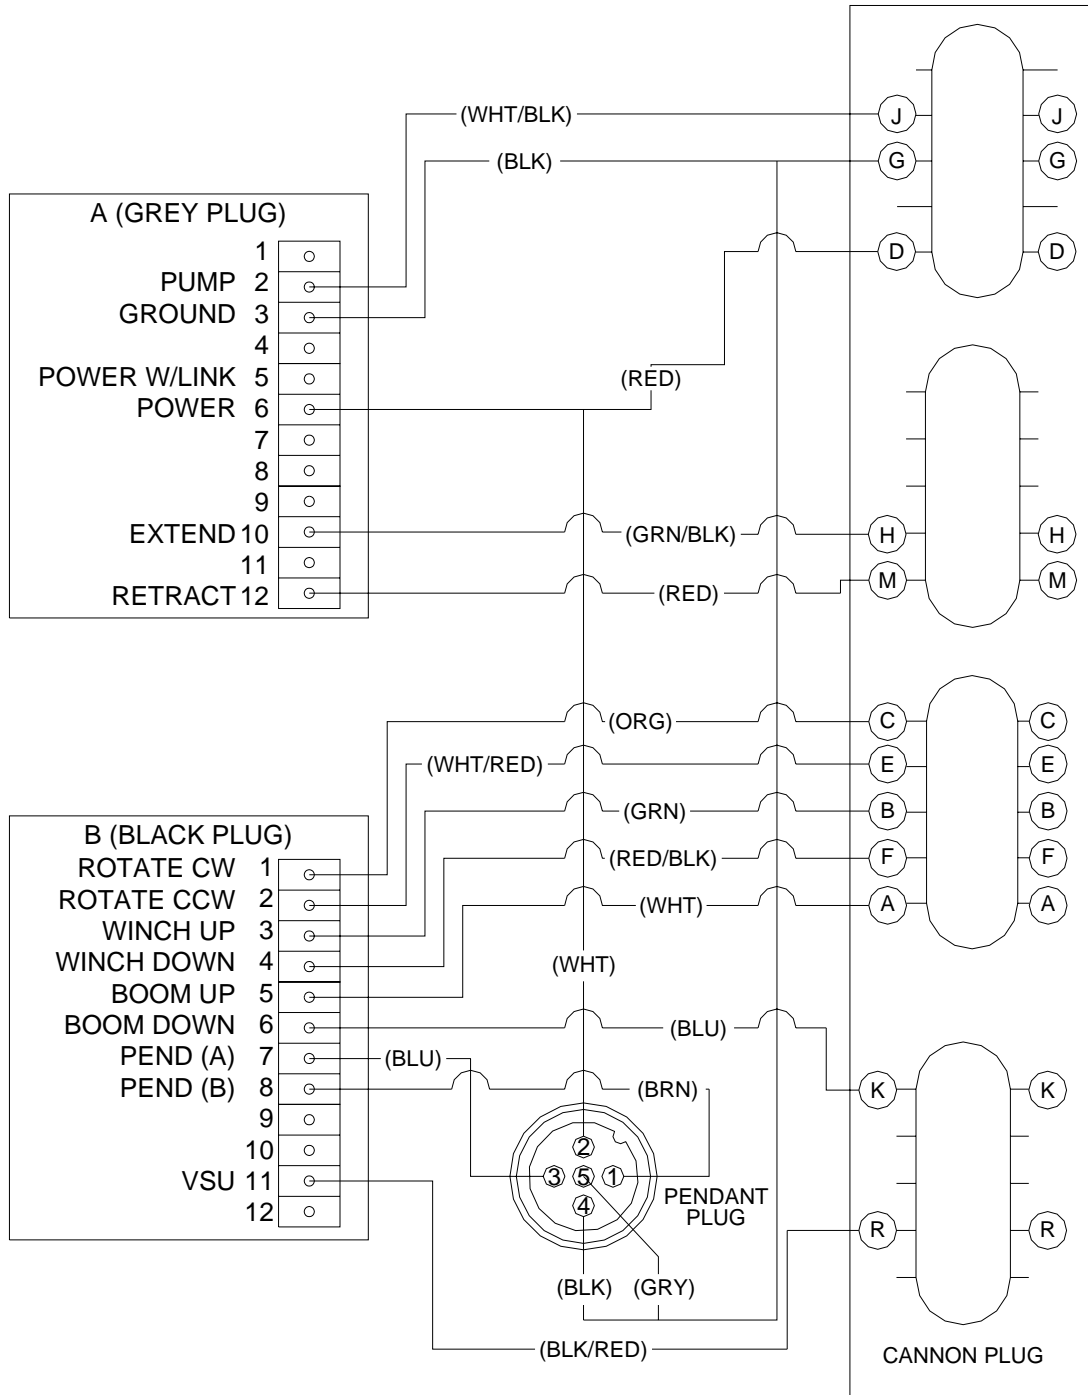 (WHT/BLK)
J J
(BLK)
G G
A (GREY PLUG)
1
D D
PUMP 2
GROUND 3
4
POWER W/LINK 5
(RED)
POWER 6
7
8
9
EXTEND 10
(GRN/BLK)
H H
11
RETRACT 12
(RED)
M M
(ORG)
C C
(WHT/RED)
E E
(GRN)
B B
B (BLACK PLUG)
ROTATE CW 1
(RED/BLK)
F F
ROTATE CCW 2
(WHT)
A A
WINCH UP 3
WINCH DOWN 4
(WHT)
BOOM UP 5
BOOM DOWN 6
(BLU)
PEND (A) 7
(BLU)
PEND (B) 8
(BRN)
K K
9
10
2
VSU 11
3 5 1
PENDANT
PLUG
4
12
R R
(BLK) (GRY)
(BLK/RED)
CANNON PLUG